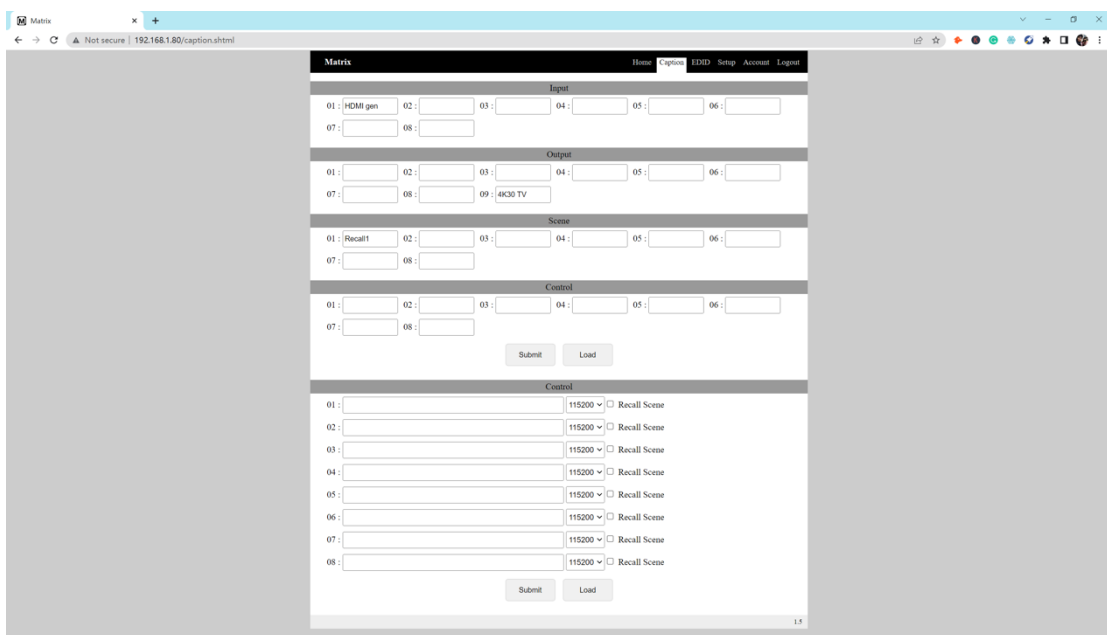 M Matrix
Not secure 192.168.1.80/caption.shtml
Matrix Home Caption EDID Setup Account Logout
Input
01 : HDMI gen 02 : 03 : 04 : 05 : 06 :
07 : 08 :
Output
01 : 02 : 03 : 04 : 05 : 06 :
07 : 08 : 09 : 4K30 TV
Scene
01 : Recall1 02 : 03 : 04 : 05 : 06 :
07 : 08 :
Control
01 : 02 : 03 : 04 : 05 : 06 :
07 : 08 :
Submit Load
Control
01 : 115200 Recall Scene
02 : 115200 Recall Scene
03 : 115200 Recall Scene
04 : 115200 Recall Scene
05 : 115200 Recall Scene
06 : 115200 Recall Scene
07 : 115200 Recall Scene
08 : 115200 Recall Scene
Submit Load
1.5